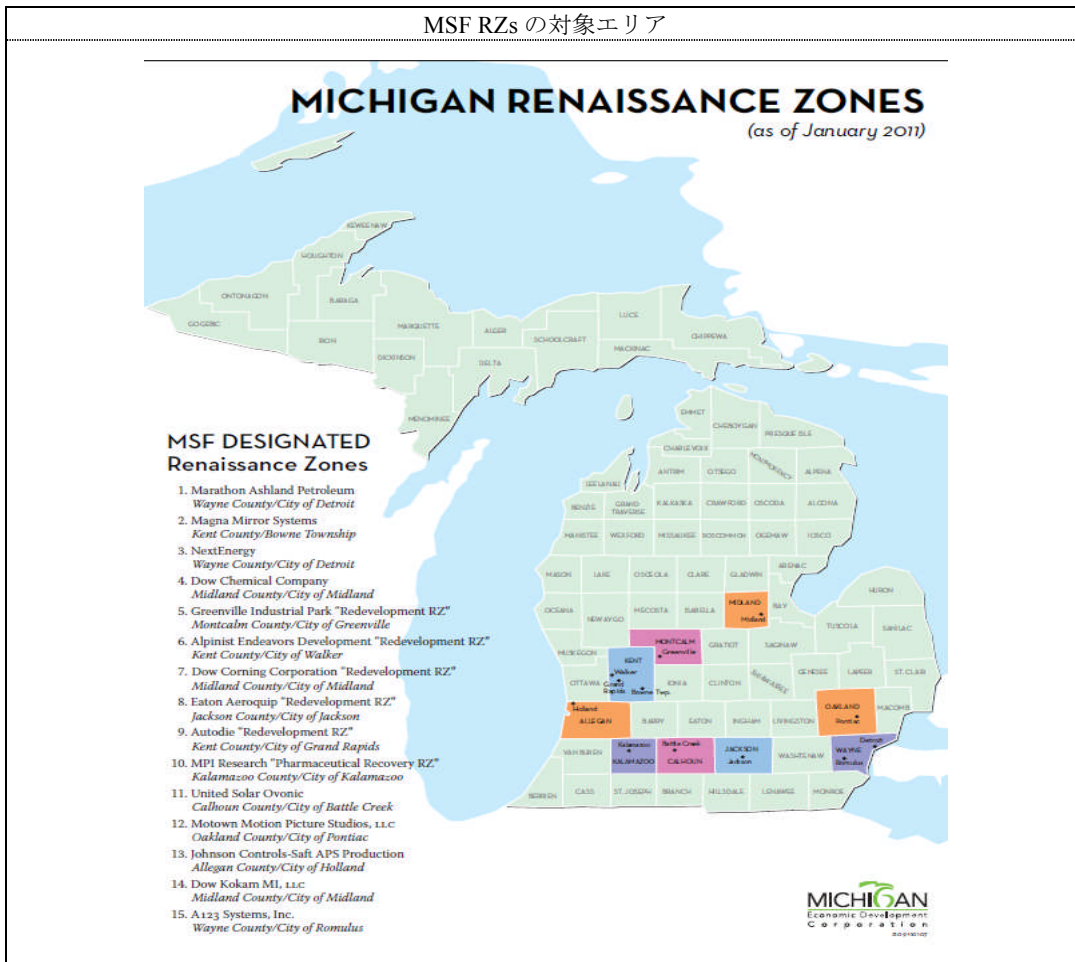 MSF RZs の対象エリア
MICHIGAN RENAISSANCE ZONES
(as of January 2011)
KEWEENAW
HOUGHTON
ONTONAGON
BARAGA
GOGEBIC
LUCE
MARQUETTE
ALGER
CHIPPEWA
IRON
SCHOOLCRAFT
MACKINAC
DICKINSON
DELTA
MENOMINEE
EMMET
CHEBOYGAN
PRESQUE ISLE
CHARLEVOIX
MSF DESIGNATED
Renaissance Zones
1. Marathon Ashland Petroleum
Wayne County/City of Detroit
2. Magna Mirror Systems
Kent County/Bowne Township
3. NextEnergy
Wayne County/City of Detroit
4. Dow Chemical Company
Midland County/City of Midland
5. Greenville Industrial Park "Redevelopment RZ"
Montcalm County/City of Greenville
6. Alpinist Endeavors Development "Redevelopment RZ"
Kent County/City of Walker
7. Dow Corning Corporation "Redevelopment RZ"
Midland County/City of Midland
8. Eaton Aeroquip "Redevelopment RZ"
Jackson County/City of Jackson
9. Autodie "Redevelopment RZ"
Kent County/City of Grand Rapids
10. MPI Research "Pharmaceutical Recovery RZ"
Kalamazoo County/City of Kalamazoo
11. United Solar Ovonic
Calhoun County/City of Battle Creek
12. Motown Motion Picture Studios, LLC
Oakland County/City of Pontiac
13. Johnson Controls-Saft APS Production
Allegan County/City of Holland
14. Dow Kokam MI, LLC
Midland County/City of Midland
15. A123 Systems, Inc.
Wayne County/City of Romulus
ANTRIM
OTSEGO
MONTMORENCY
ALPENA
LEELANAU
BENZIE
GRAND
TRAVERSE
KALKASKA
CRAWFORD
OSCODA
ALCONA
MANISTEE
WEXFORD
MISSAUKEE
ROSCOMMON
OGEMAW
IOSCO
ARENAC
MASON
LAKE
OSCEOLA
CLARE
GLADWIN
HURON
OCEANA
NEWAYGO
MECOSTA
ISABELLA
MIDLAND
Midland
BAY
TUSCOLA
SANILAC
MUSKEGON
MONTCALM
Greenville
GRATIOT
SAGINAW
KENT
Walker
Grand
Rapids
Bowne Twp.
OTTAWA
IONIA
CLINTON
SHIAWASSEE
GENESEE
LAPEER
ST. CLAIR
Holland
ALLEGAN
BARRY
EATON
INGHAM
LIVINGSTON
OAKLAND
Pontiac
MACOMB
VAN BUREN
Kalamazoo
KALAMAZOO
Battle Creek
CALHOUN
JACKSON
Jackson
WASHTENAW
Detroit
WAYNE
Romulus
BERRIEN
CASS
ST. JOSEPH
BRANCH
HILLSDALE
LENAWEE
MONROE
MICHIGAN
Economic Development
Corporation